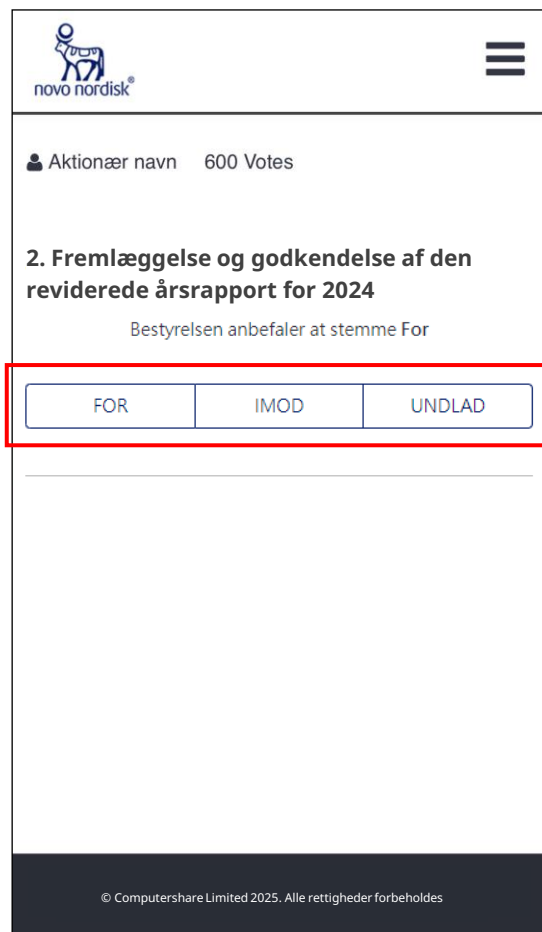 novo nordisk®
Aktionær navn 600 Votes
2. Fremlæggelse og godkendelse af den
reviderede årsrapport for 2024
Bestyrelsen anbefaler at stemme For
FOR IMOD UNDLAD
© Computershare Limited 2025. Alle rettigheder forbeholdes